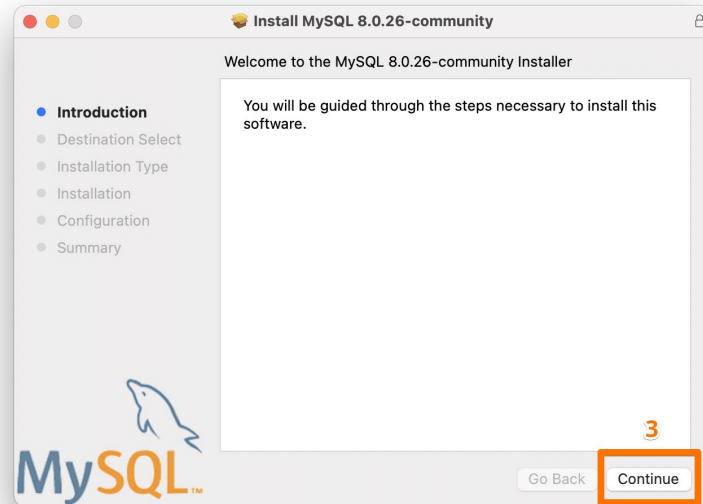 Install MySQL 8.0.26-community
Welcome to the MySQL 8.0.26-community Installer
Introduction
Destination Select
Installation Type
Installation
Configuration
Summary
You will be guided through the steps necessary to install this
software.
MySQL™
3
Go Back
Continue